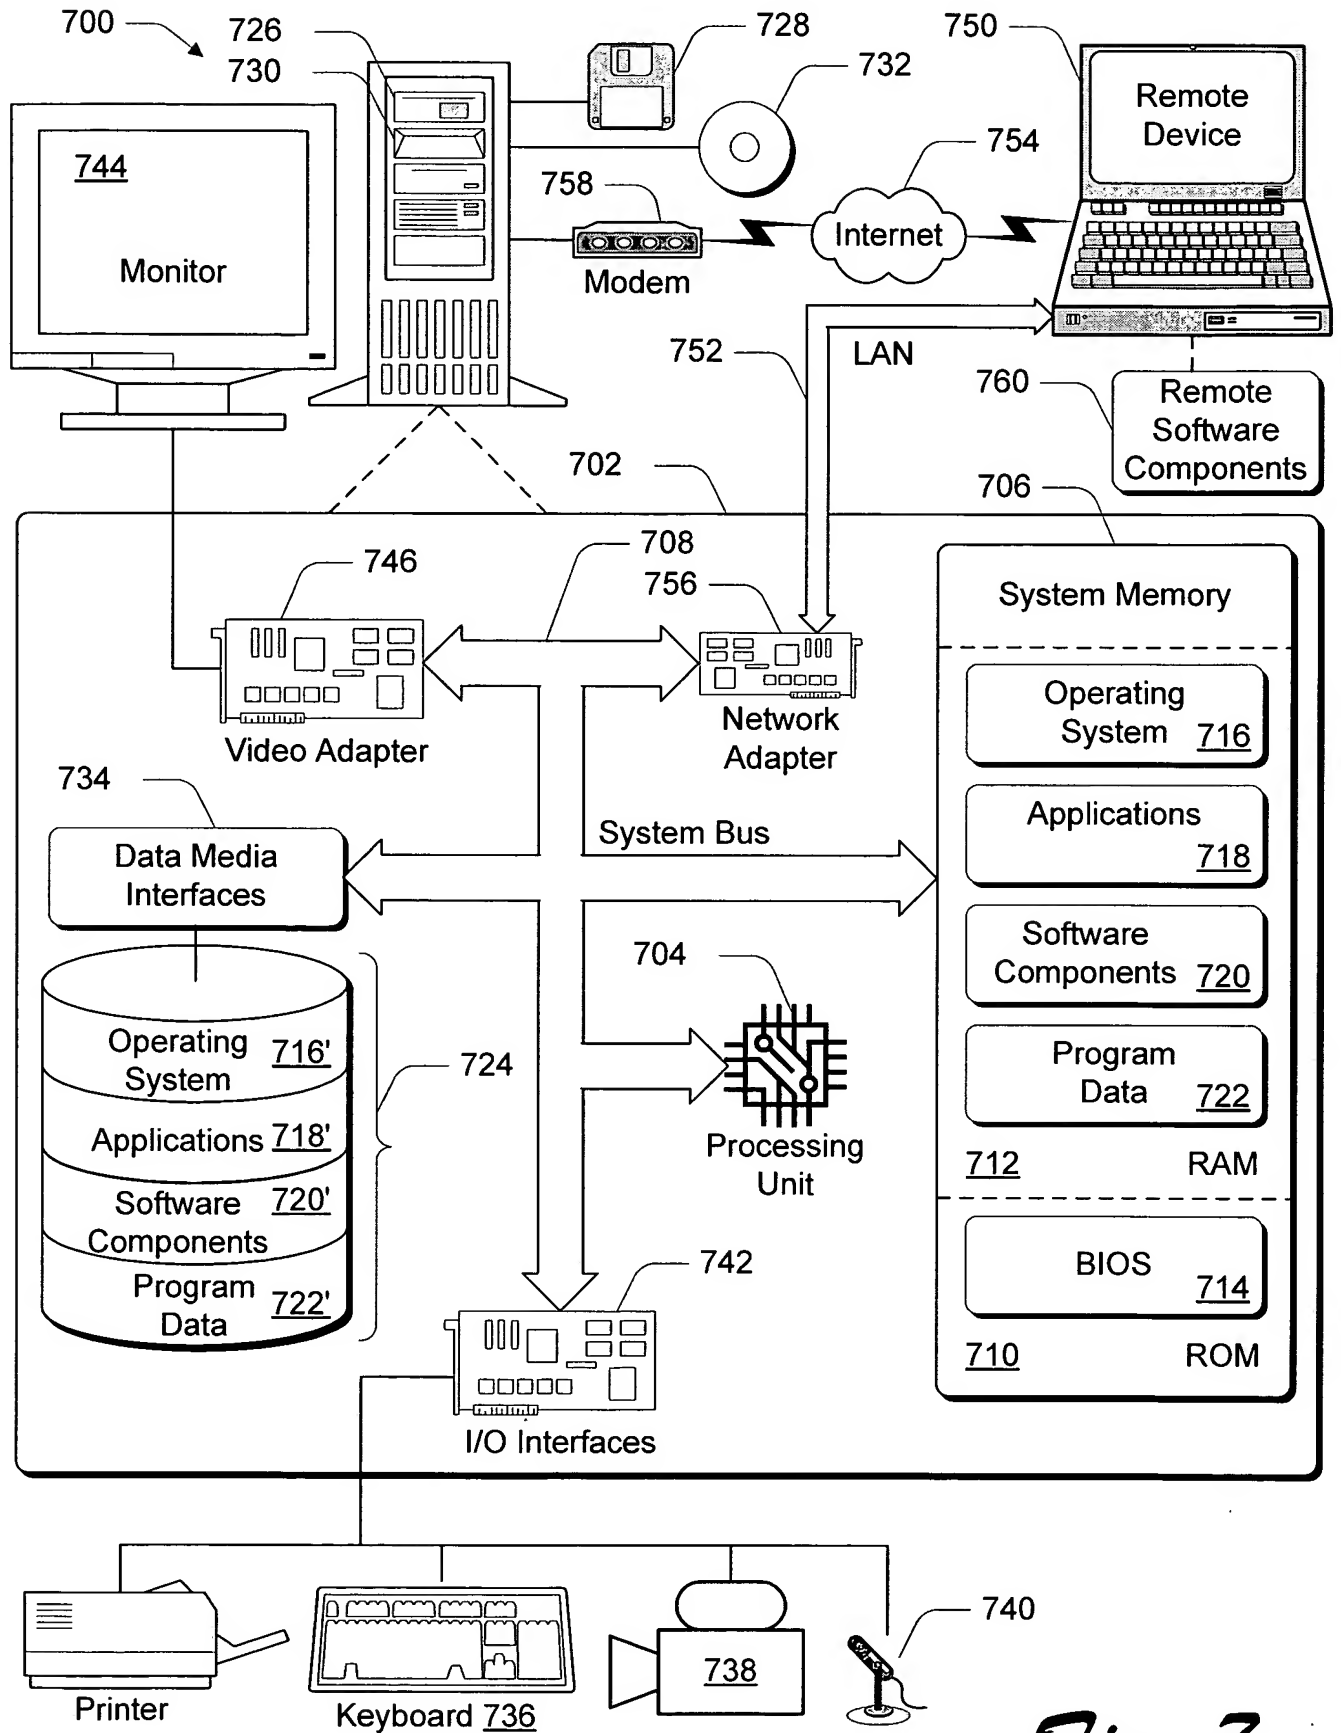 700
726
730
728
732
750
Remote
Device
744
Monitor
758
Modem
754
Internet
752
LAN
760
Remote
Software
Components
702
706
708
746
756
Video Adapter
Network
Adapter
System Memory
Operating
System 716
Applications
718
Software
Components 720
Program
Data 722
712 RAM
BIOS
714
710 ROM
734
Data Media
Interfaces
System Bus
704
Processing
Unit
Operating
System 716'
Applications 718'
Software
Components 720'
Program
Data 722'
724
742
I/O Interfaces
Printer
Keyboard 736
738
740
Fig. 7